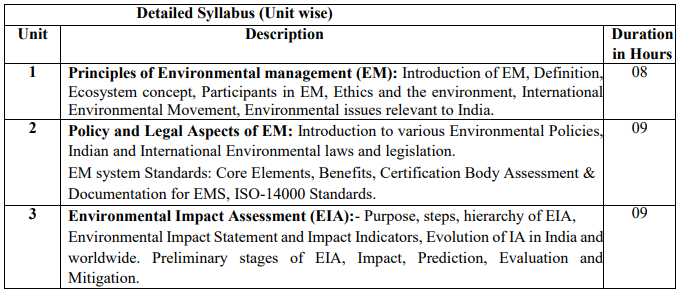 Detailed Syllabus (Unit wise)
Unit Description Duration in Hours
1 Principles of Environmental management (EM): Introduction of EM, Definition, 08
Ecosystem concept, Participants in EM, Ethics and the environment, International
Environmental Movement, Environmental issues relevant to India.
2 Policy and Legal Aspects of EM: Introduction to various Environmental Policies, 09
Indian and International Environmental laws and legislation.
EM system Standards: Core Elements, Benefits, Certification Body Assessment &
Documentation for EMS, ISO-14000 Standards.
3 Environmental Impact Assessment (EIA):- Purpose, steps, hierarchy of EIA, 09
Environmental Impact Statement and Impact Indicators, Evolution of IA in India and
worldwide. Preliminary stages of EIA, Impact, Prediction, Evaluation and
Mitigation.